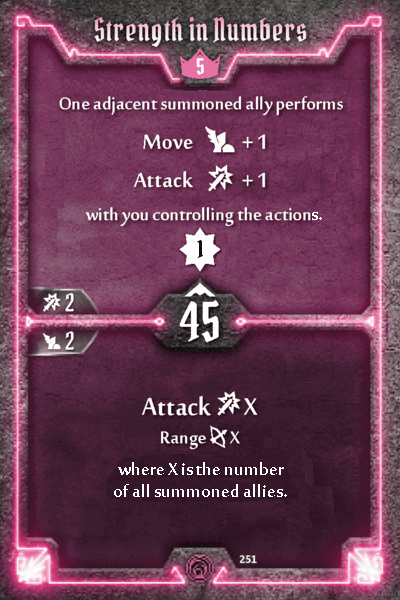 Strength in Numbers
5
One adjacent summoned ally performs
Move +1
Attack +1
with you controlling the actions.
1
2
45
2
Attack X
Range X
where X is the number
of all summoned allies.
251